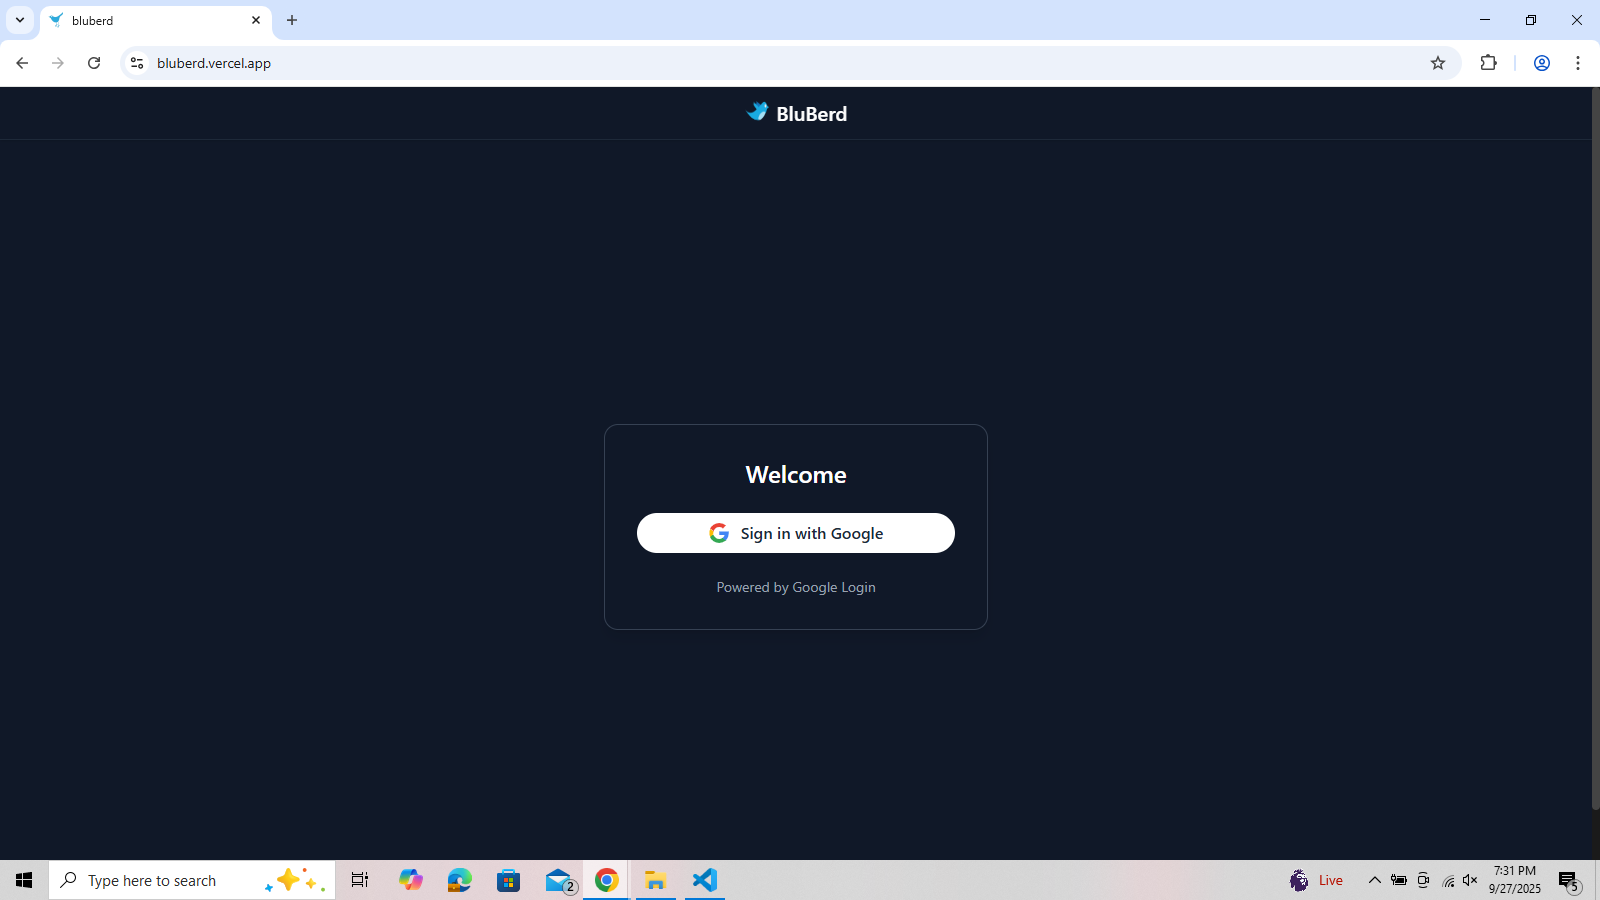 bluberd
bluberd.vercel.app
BluBerd
Welcome
Sign in with Google
Powered by Google Login
Type here to search
2
Live
7:31 PM
9/27/2025
5